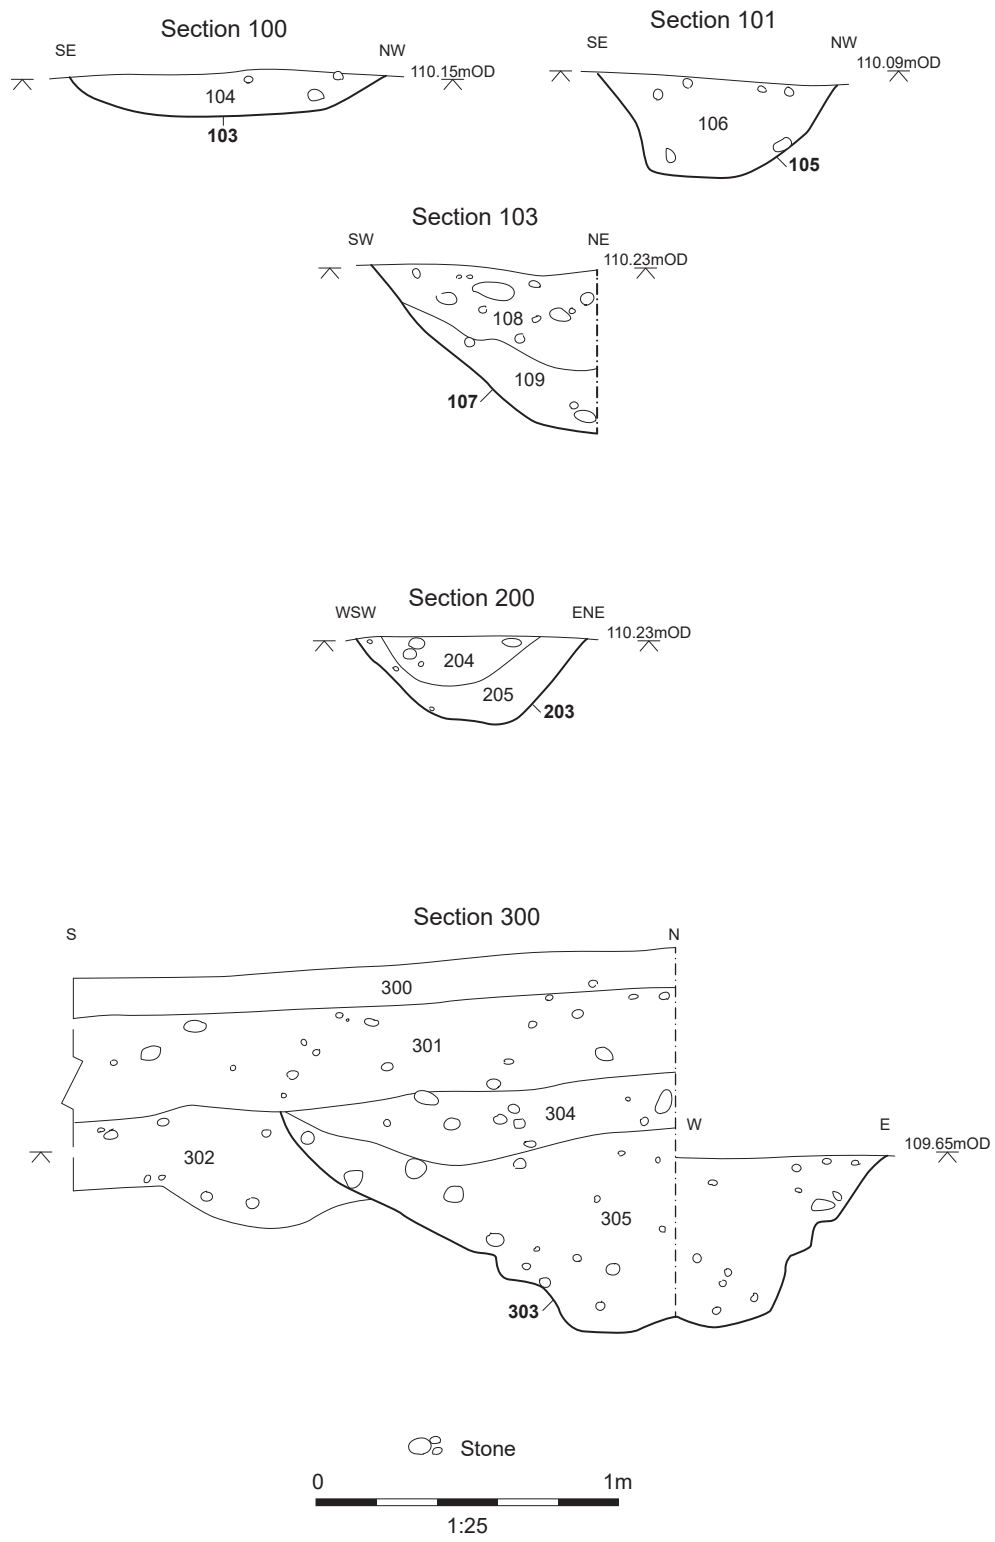 Section 100
SE NW
110.15mOD
104
103
Section 101
SE NW
110.09mOD
106
105
Section 103
SW NE
110.23mOD
108
109
107
Section 200
WSW ENE
110.23mOD
204
205
203
Section 300
S N
300
301
304
W E
109.65mOD
302
305
303
Stone
0 1m
1:25